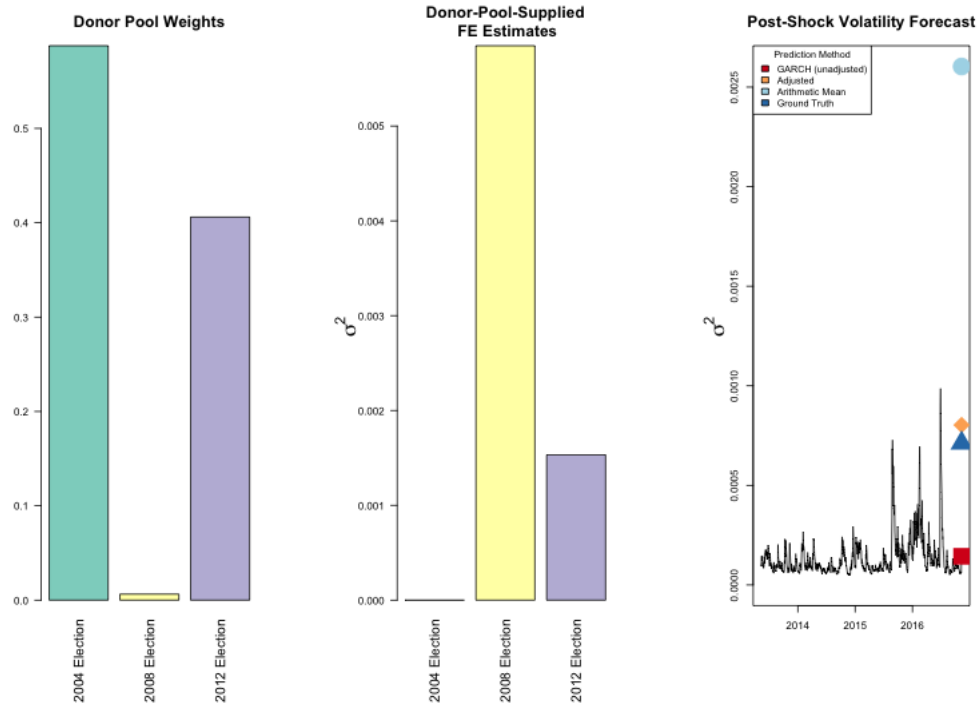 Donor Pool Weights
0.5
0.4
0.3
0.2
0.1
0.0
2004 Election
2008 Election
2012 Election
Donor-Pool-Supplied
FE Estimates
σ2
0.005
0.004
0.003
0.002
0.001
0.000
2004 Election
2008 Election
2012 Election
Post-Shock Volatility Forecast
Prediction Method
GARCH (unadjusted)
Adjusted
Arithmetic Mean
Ground Truth
σ2
0.0025
0.0020
0.0015
0.0010
0.0005
0.0000
2014
2015
2016